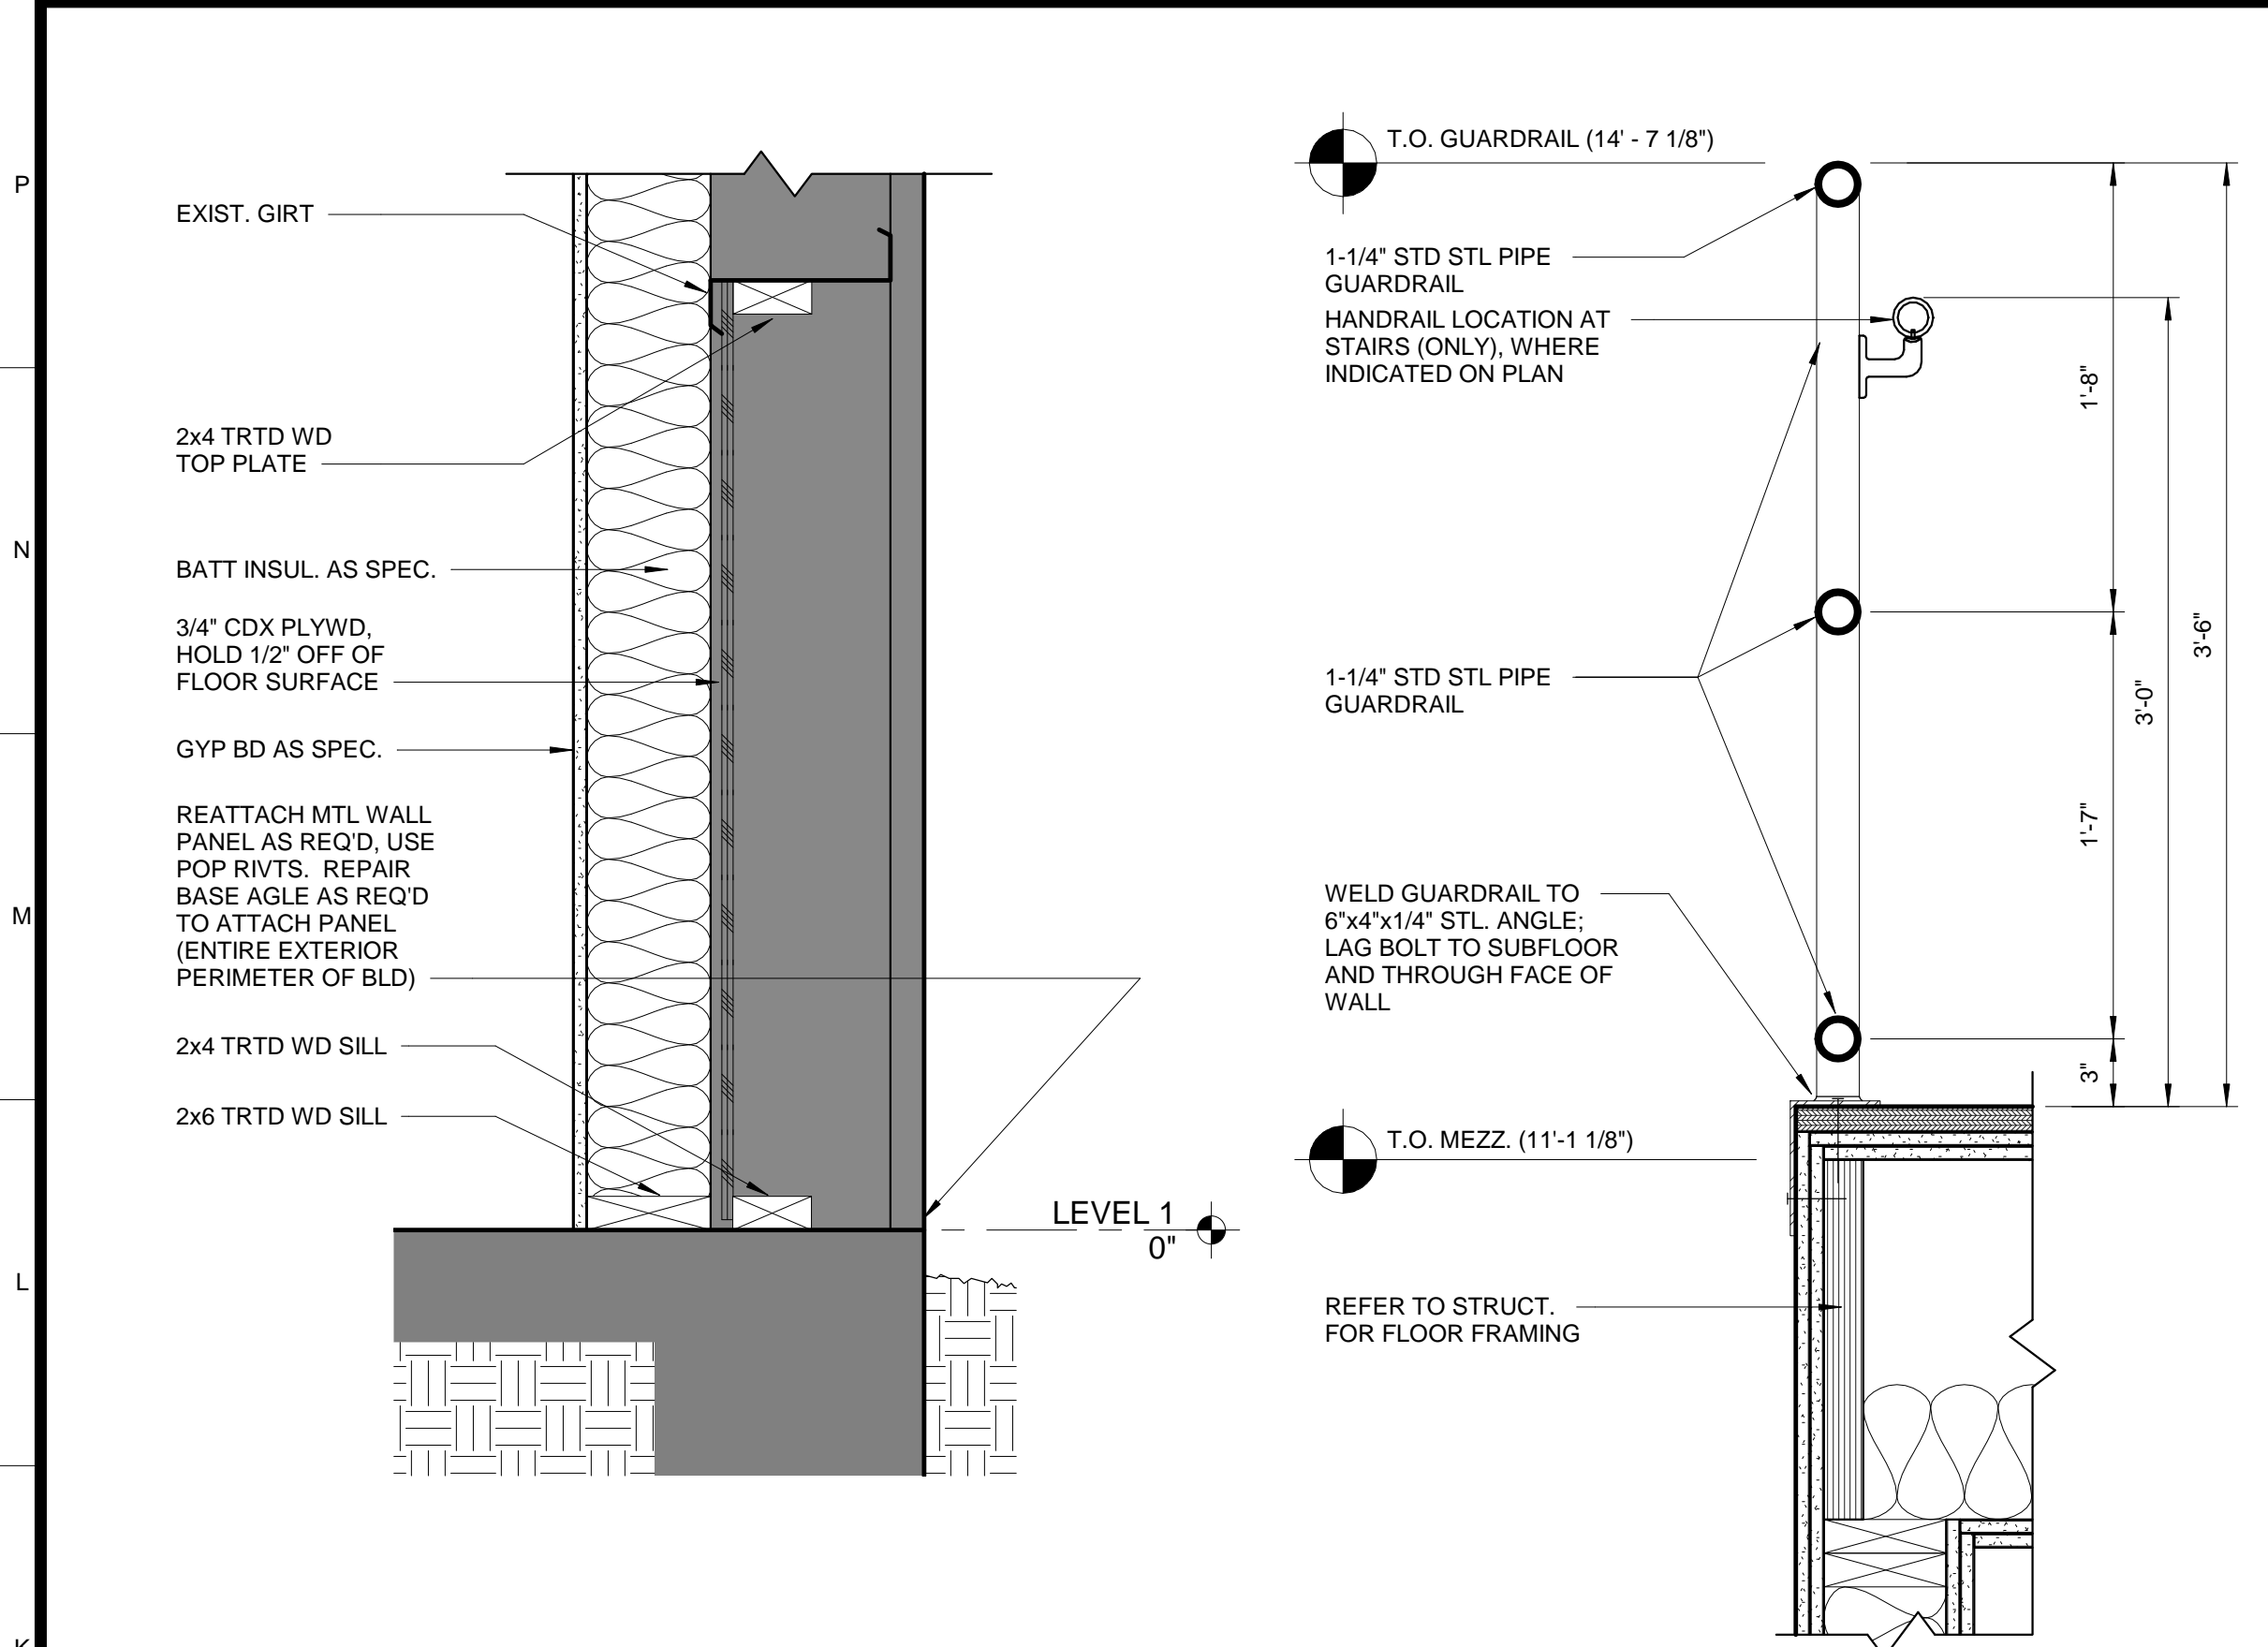 P
N
M
L
K
EXIST. GIRT
2x4 TRTD WD
TOP PLATE
BATT INSUL. AS SPEC.
3/4" CDX PLYWD,
HOLD 1/2" OFF OF
FLOOR SURFACE
GYP BD AS SPEC.
REATTACH MTL WALL
PANEL AS REQ'D, USE
POP RIVTS.  REPAIR
BASE AGLE AS REQ'D
TO ATTACH PANEL
(ENTIRE EXTERIOR
PERIMETER OF BLD)
2x4 TRTD WD SILL
2x6 TRTD WD SILL
LEVEL 1
0"
T.O. GUARDRAIL (14' - 7 1/8")
1-1/4" STD STL PIPE
GUARDRAIL
HANDRAIL LOCATION AT
STAIRS (ONLY), WHERE
INDICATED ON PLAN
1-1/4" STD STL PIPE
GUARDRAIL
WELD GUARDRAIL TO
6"x4"x1/4" STL. ANGLE;
LAG BOLT TO SUBFLOOR
AND THROUGH FACE OF
WALL
T.O. MEZZ. (11'-1 1/8")
REFER TO STRUCT.
FOR FLOOR FRAMING
1'-8"
1'-7"
3"
3'-0"
3'-6"